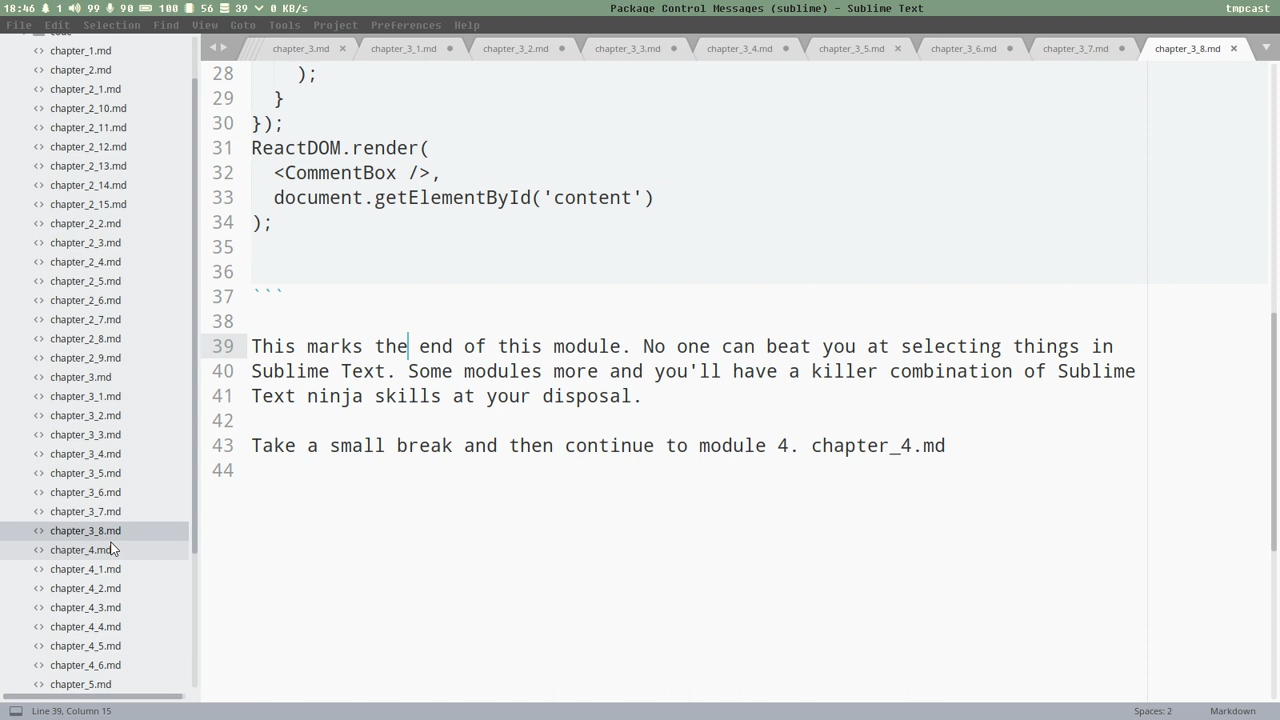 18:46 1 99 90 100 56 39 0 KB/s
Package Control Messages (sublime) - Sublime Text
tmpcast
File Edit Selection Find View Goto Tools Project Preferences Help
code
chapter_1.md
chapter_2.md
chapter_2_1.md
chapter_2_10.md
chapter_2_11.md
chapter_2_12.md
chapter_2_13.md
chapter_2_14.md
chapter_2_15.md
chapter_2_2.md
chapter_2_3.md
chapter_2_4.md
chapter_2_5.md
chapter_2_6.md
chapter_2_7.md
chapter_2_8.md
chapter_2_9.md
chapter_3.md
chapter_3_1.md
chapter_3_2.md
chapter_3_3.md
chapter_3_4.md
chapter_3_5.md
chapter_3_6.md
chapter_3_7.md
chapter_3_8.md
chapter_4.md
chapter_4_1.md
chapter_4_2.md
chapter_4_3.md
chapter_4_4.md
chapter_4_5.md
chapter_4_6.md
chapter_5.md
chapter_3.md chapter_3_1.md chapter_3_2.md chapter_3_3.md chapter_3_4.md chapter_3_5.md chapter_3_6.md chapter_3_7.md chapter_3_8.md
28     );
29   }
30 });
31 ReactDOM.render(
32   <CommentBox />,
33   document.getElementById('content')
34 );
35
36
37 ```
38
39 This marks the end of this module. No one can beat you at selecting things in
40 Sublime Text. Some modules more and you'll have a killer combination of Sublime
41 Text ninja skills at your disposal.
42
43 Take a small break and then continue to module 4. chapter_4.md
44
Line 39, Column 15
Spaces: 2
Markdown